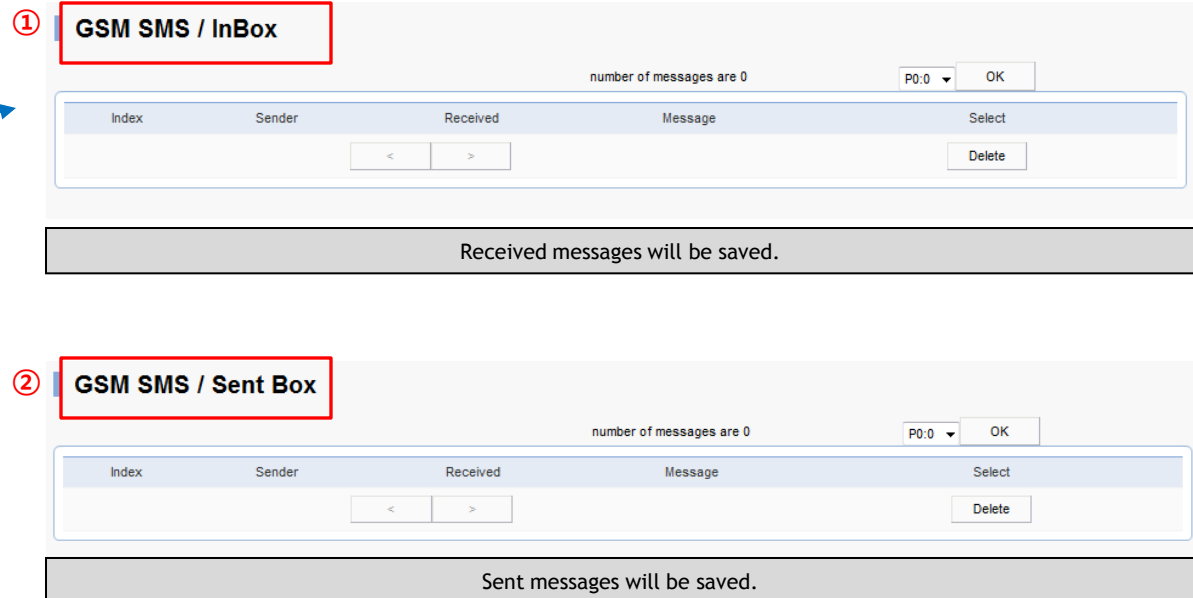 ① GSM SMS / InBox
number of messages are 0 P0:0 OK
Index Sender Received Message Select
< > Delete
Received messages will be saved.
② GSM SMS / Sent Box
number of messages are 0 P0:0 OK
Index Sender Received Message Select
< > Delete
Sent messages will be saved.